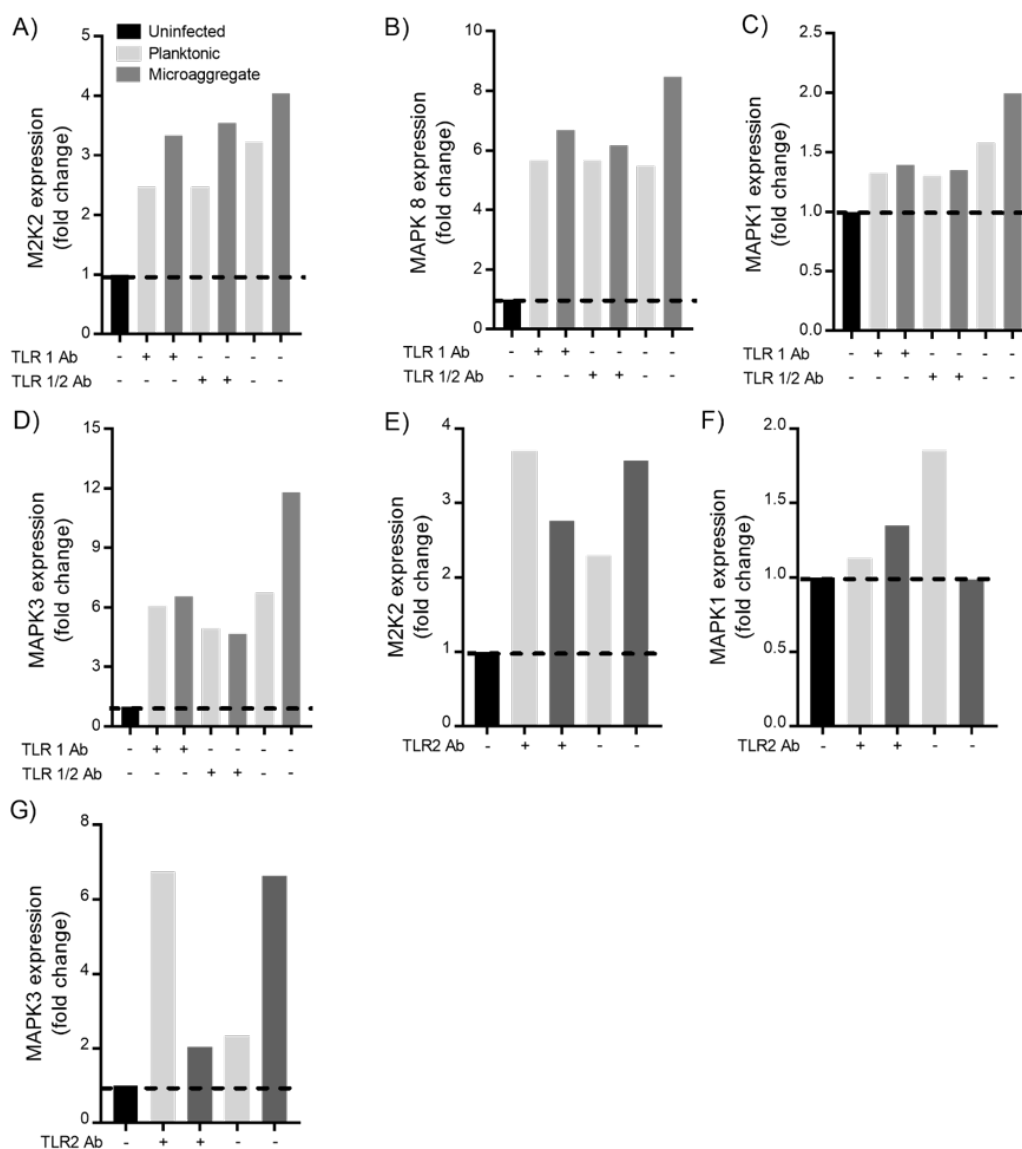 A)
Uninfected
Planktonic
Microaggregate
M2K2 expression
(fold change)
5
4
3
2
1
0
TLR 1 Ab - + + - - - -
TLR 1/2 Ab - - - + + - -
B)
MAPK 8 expression
(fold change)
10
8
6
4
2
0
TLR 1 Ab - + + - - - -
TLR 1/2 Ab - - - + + - -
C)
MAPK1 expression
(fold change)
2.5
2.0
1.5
1.0
0.5
0.0
TLR 1 Ab - + + - - - -
TLR 1/2 Ab - - - + + - -
D)
MAPK3 expression
(fold change)
15
12
9
6
3
0
TLR 1 Ab - + + - - - -
TLR 1/2 Ab - - - + + - -
E)
M2K2 expression
(fold change)
4
3
2
1
0
TLR2 Ab - + + - -
F)
MAPK1 expression
(fold change)
2.0
1.5
1.0
0.5
0.0
TLR2 Ab - + + - -
G)
MAPK3 expression
(fold change)
8
6
4
2
0
TLR2 Ab - + + - -